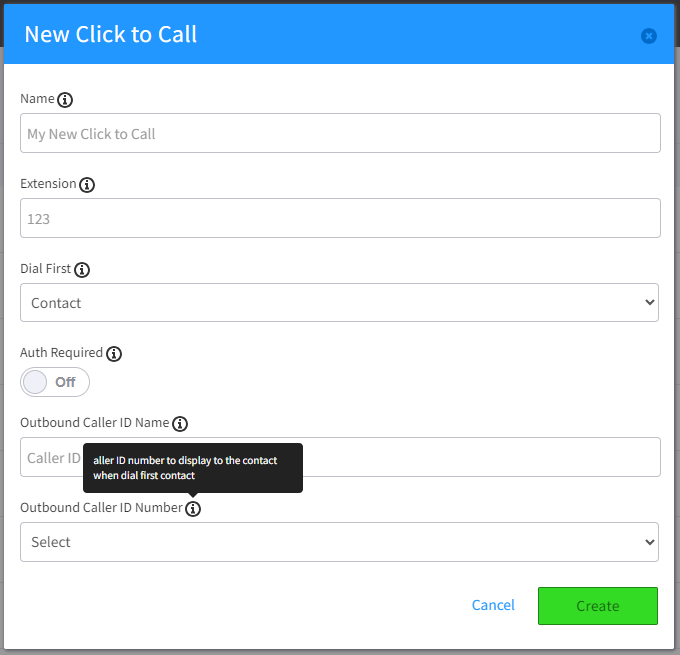 New Click to Call
Name
My New Click to Call
Extension
123
Dial First
Contact
Auth Required
Off
Outbound Caller ID Name
Caller ID
aller ID number to display to the contact
when dial first contact
Outbound Caller ID Number
Select
Cancel
Create